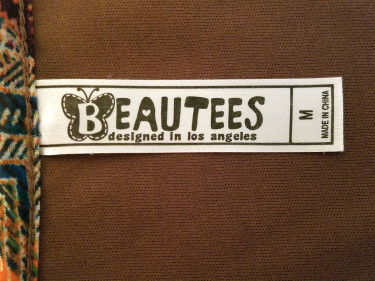 BEAUTEES
designed in los angeles
M
MADE IN CHINA